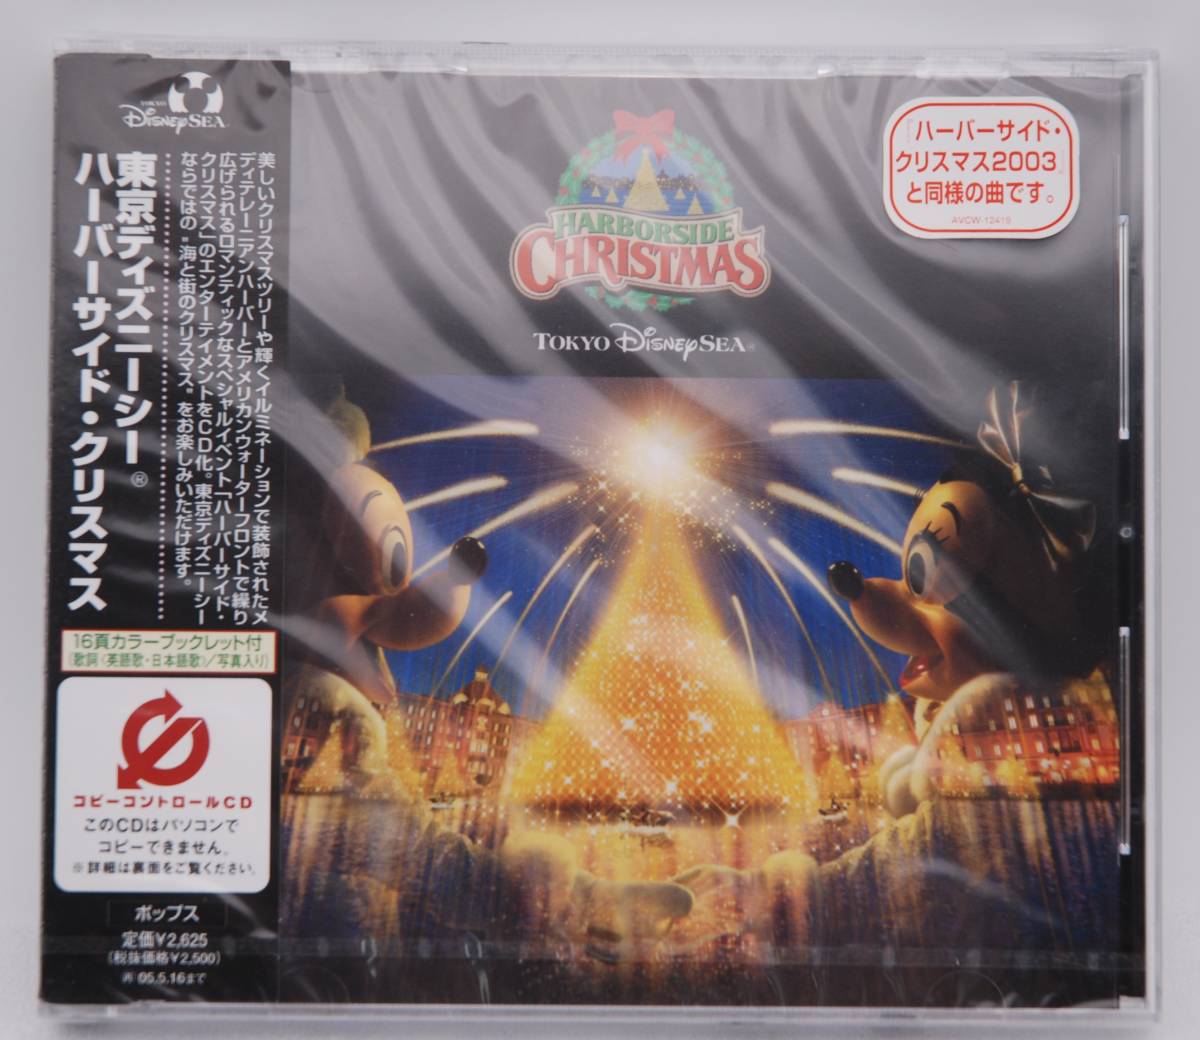 TOKYO
DISNEYSEA
東京ディズニーシー®
ハーバーサイド・クリスマス
美しいクリスマスツリーや輝くイルミネーションで装飾されたメ
ディテレーニアンハーバーとアメリカンウォーターフロントで繰り
広げられるロマンティックなスペシャルイベント「ハーバーサイド・
クリスマス」のエンターテイメントをCD化。東京ディズニーシー
ならではの"海と街のクリスマス"をお楽しみいただけます。
16頁カラーブックレット付
(歌詞〈英語歌・日本語歌〉/写真入り)
コピーコントロールCD
このCDはパソコンで
コピーできません。
※詳細は裏面をご覧ください。
ポップス
定価¥2,625
(税抜価格¥2,500)
再 05.5.16まで
HARBORSIDE
CHRISTMAS
TOKYO DISNEYSEA®
『ハーバーサイド・
クリスマス2003』
と同様の曲です。
AVCW-12419